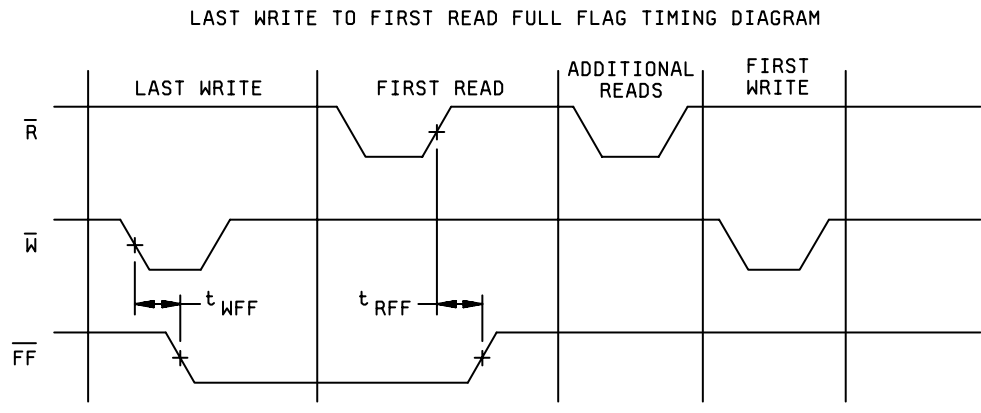 LAST WRITE TO FIRST READ FULL FLAG TIMING DIAGRAM
LAST WRITE
FIRST READ
ADDITIONAL
READS
FIRST
WRITE
R̅
W̅
t WFF
t RFF
F̅F̅